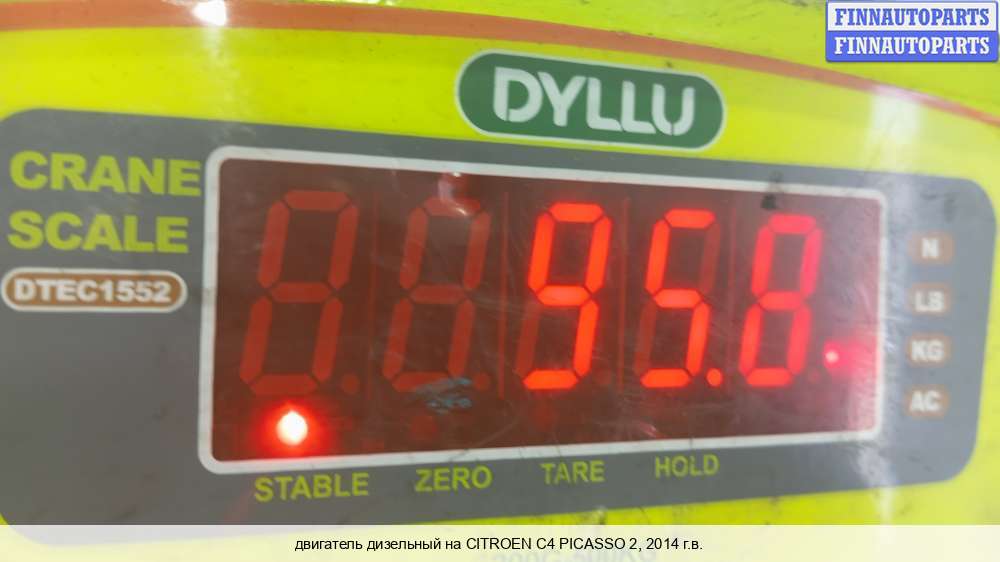 FINNAUTOPARTS
FINNAUTOPARTS
DYLLU
CRANE
SCALE
DTEC1552
95.8
N
LB
KG
AC
STABLE ZERO TARE HOLD
двигатель дизельный на CITROEN C4 PICASSO 2, 2014 г.в.